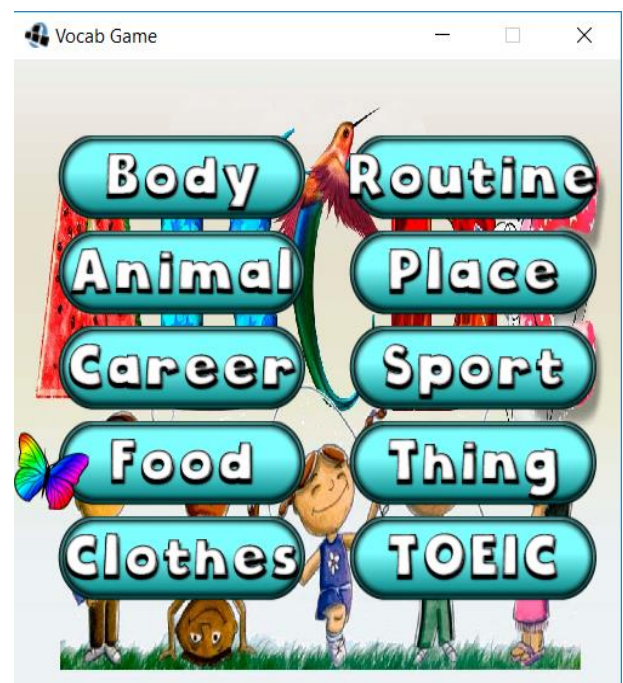 Vocab Game
Body
Routine
Animal
Place
Career
Sport
Food
Thing
Clothes
TOEIC